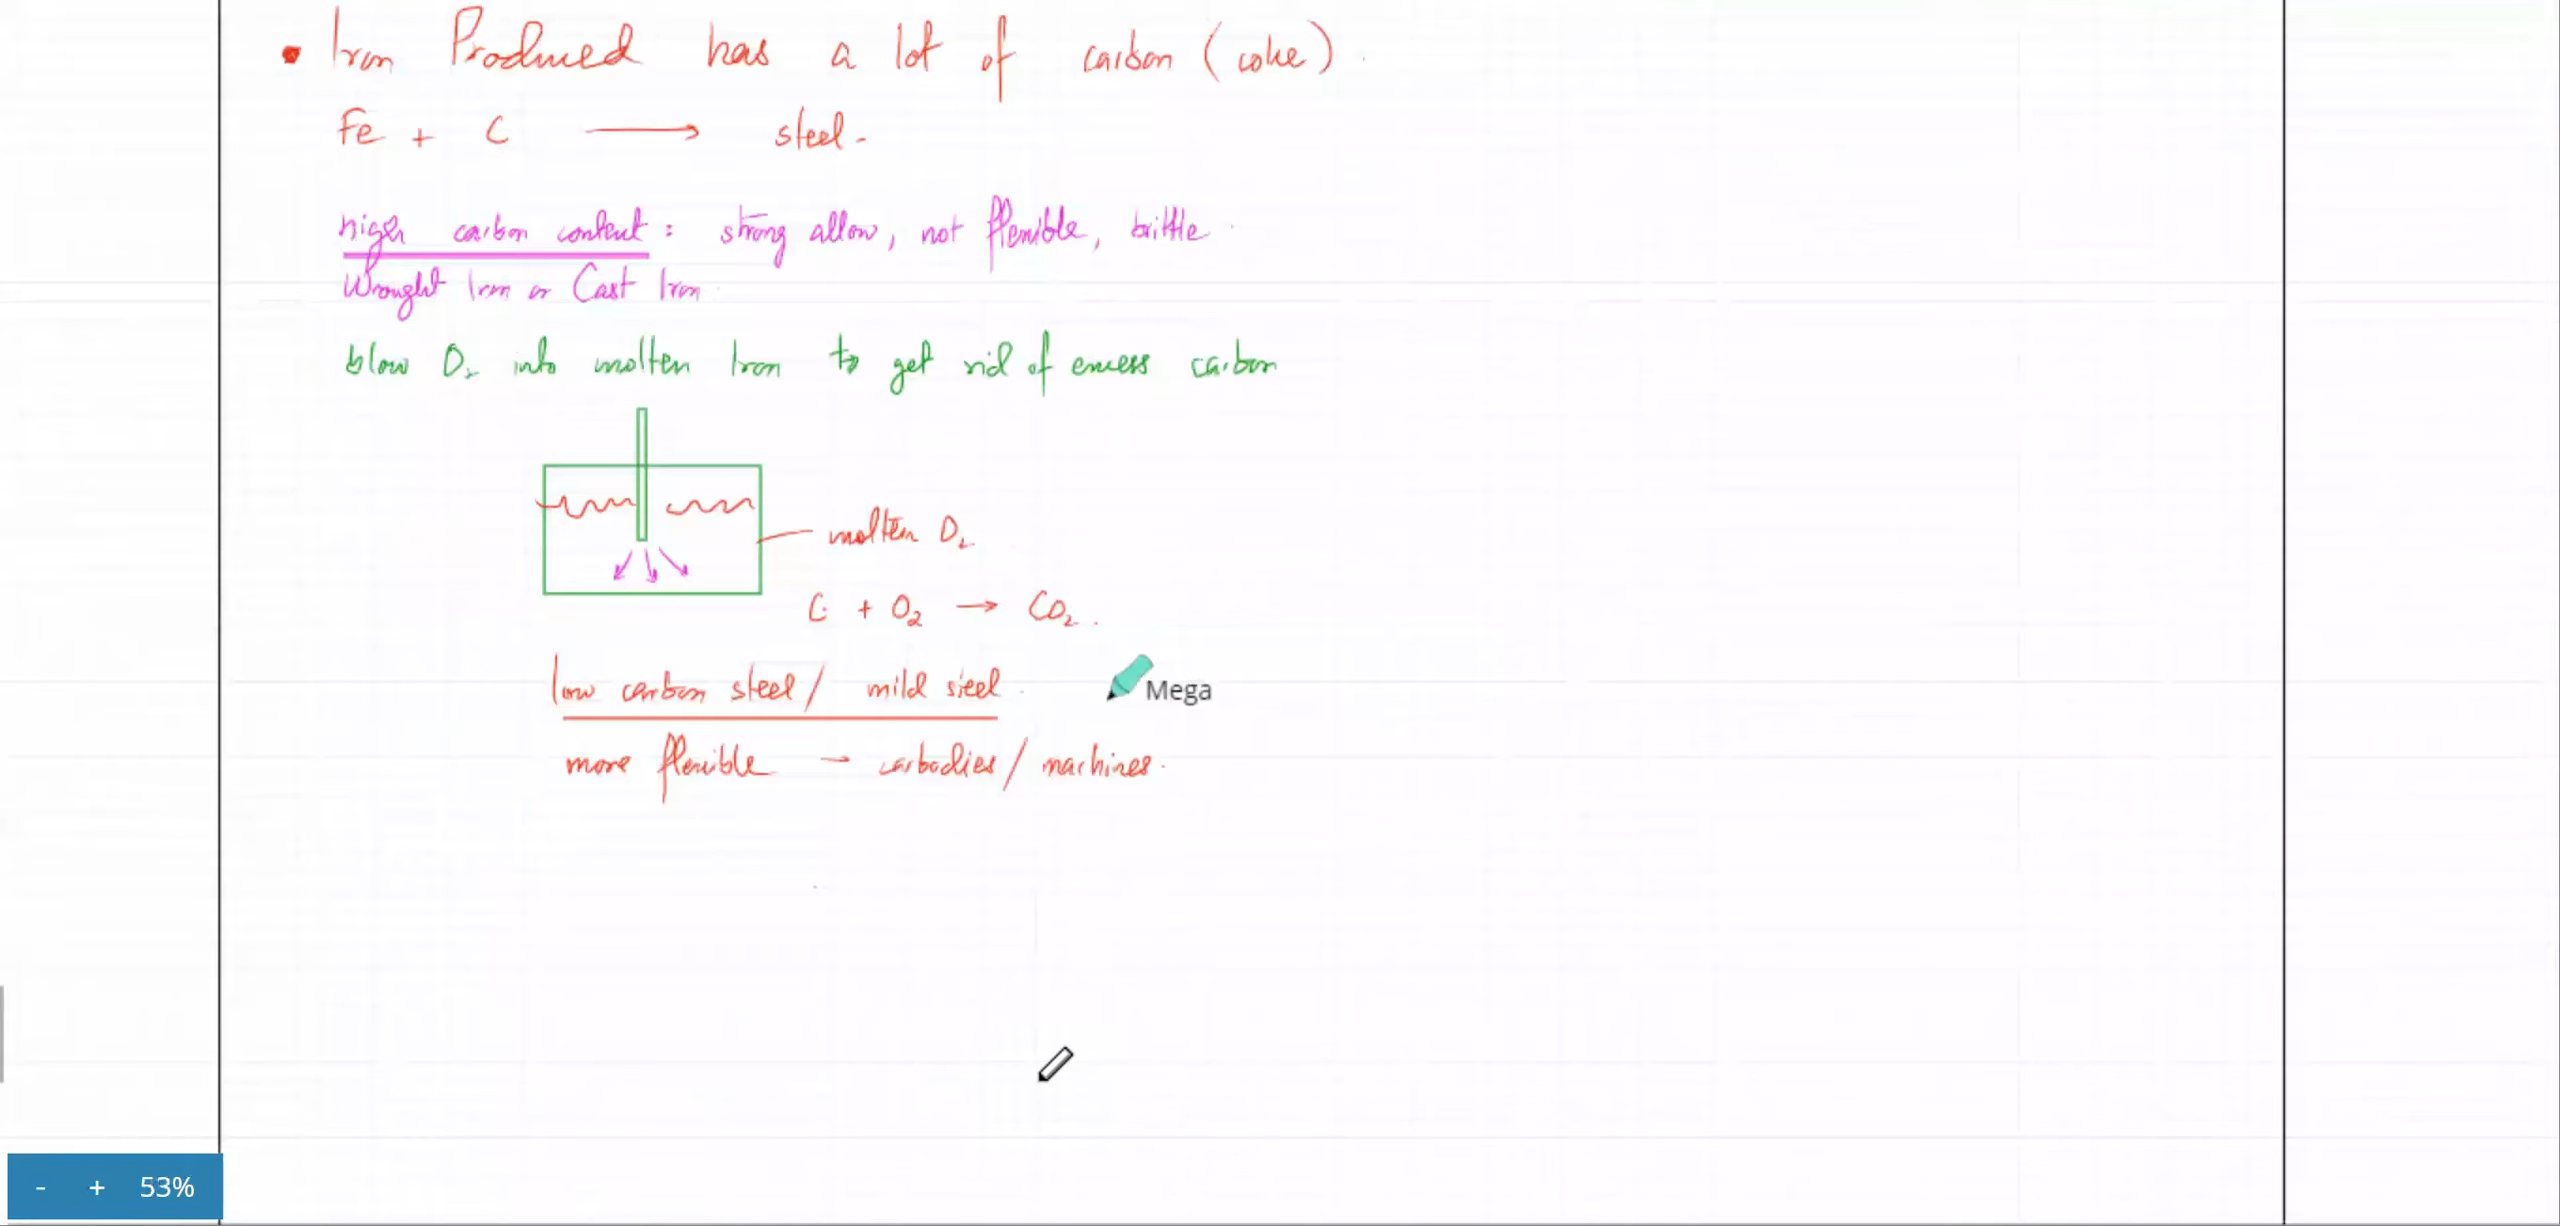 • Iron Produced has a lot of carbon (coke).
Fe + C ⟶ steel.
higer carbon content : strong allow, not flexible, brittle.
Wrought Iron or Cast Iron.
blow O₂ into molten Iron to get rid of excess carbon
molten O₂
C + O₂ → CO₂.
low carbon steel / mild steel.
Mega
more flexible → carbodies / machines.
- + 53%